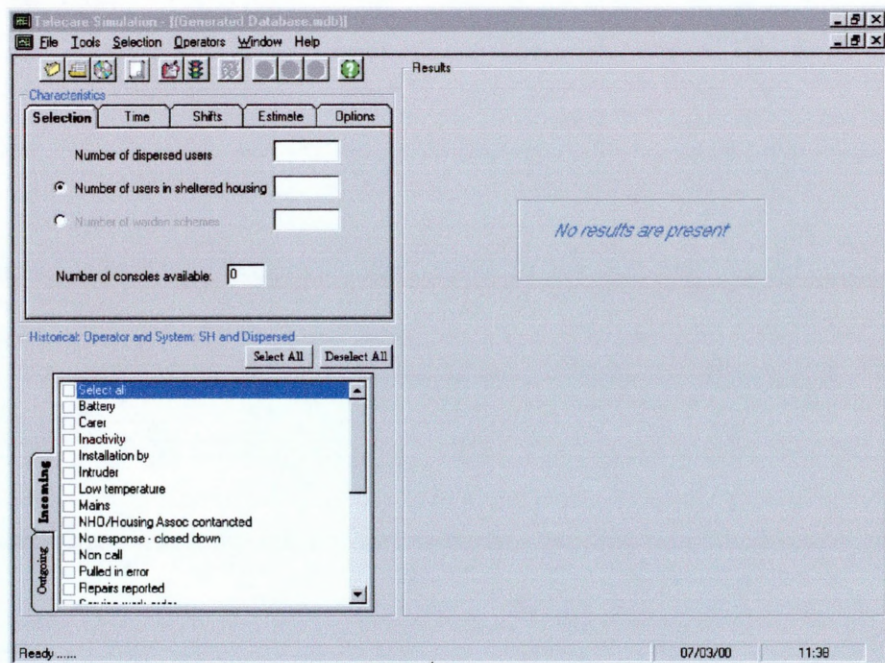 Telecare Simulation - [(Generated Database.mdb)]
File Tools Selection Operators Window Help
Characteristics
Selection Time Shifts Estimate Options
Number of dispersed users
Number of users in sheltered housing
Number of warden schemes
Number of consoles available: 0
Historical: Operator and System: SH and Dispersed
Select All Deselect All
Incoming
Outgoing
Select all
Battery
Carer
Inactivity
Installation by
Intruder
Low temperature
Mains
NHO/Housing Assoc contancted
No response - closed down
Non call
Pulled in error
Repairs reported
Results
No results are present
Ready ......
07/03/00 11:38